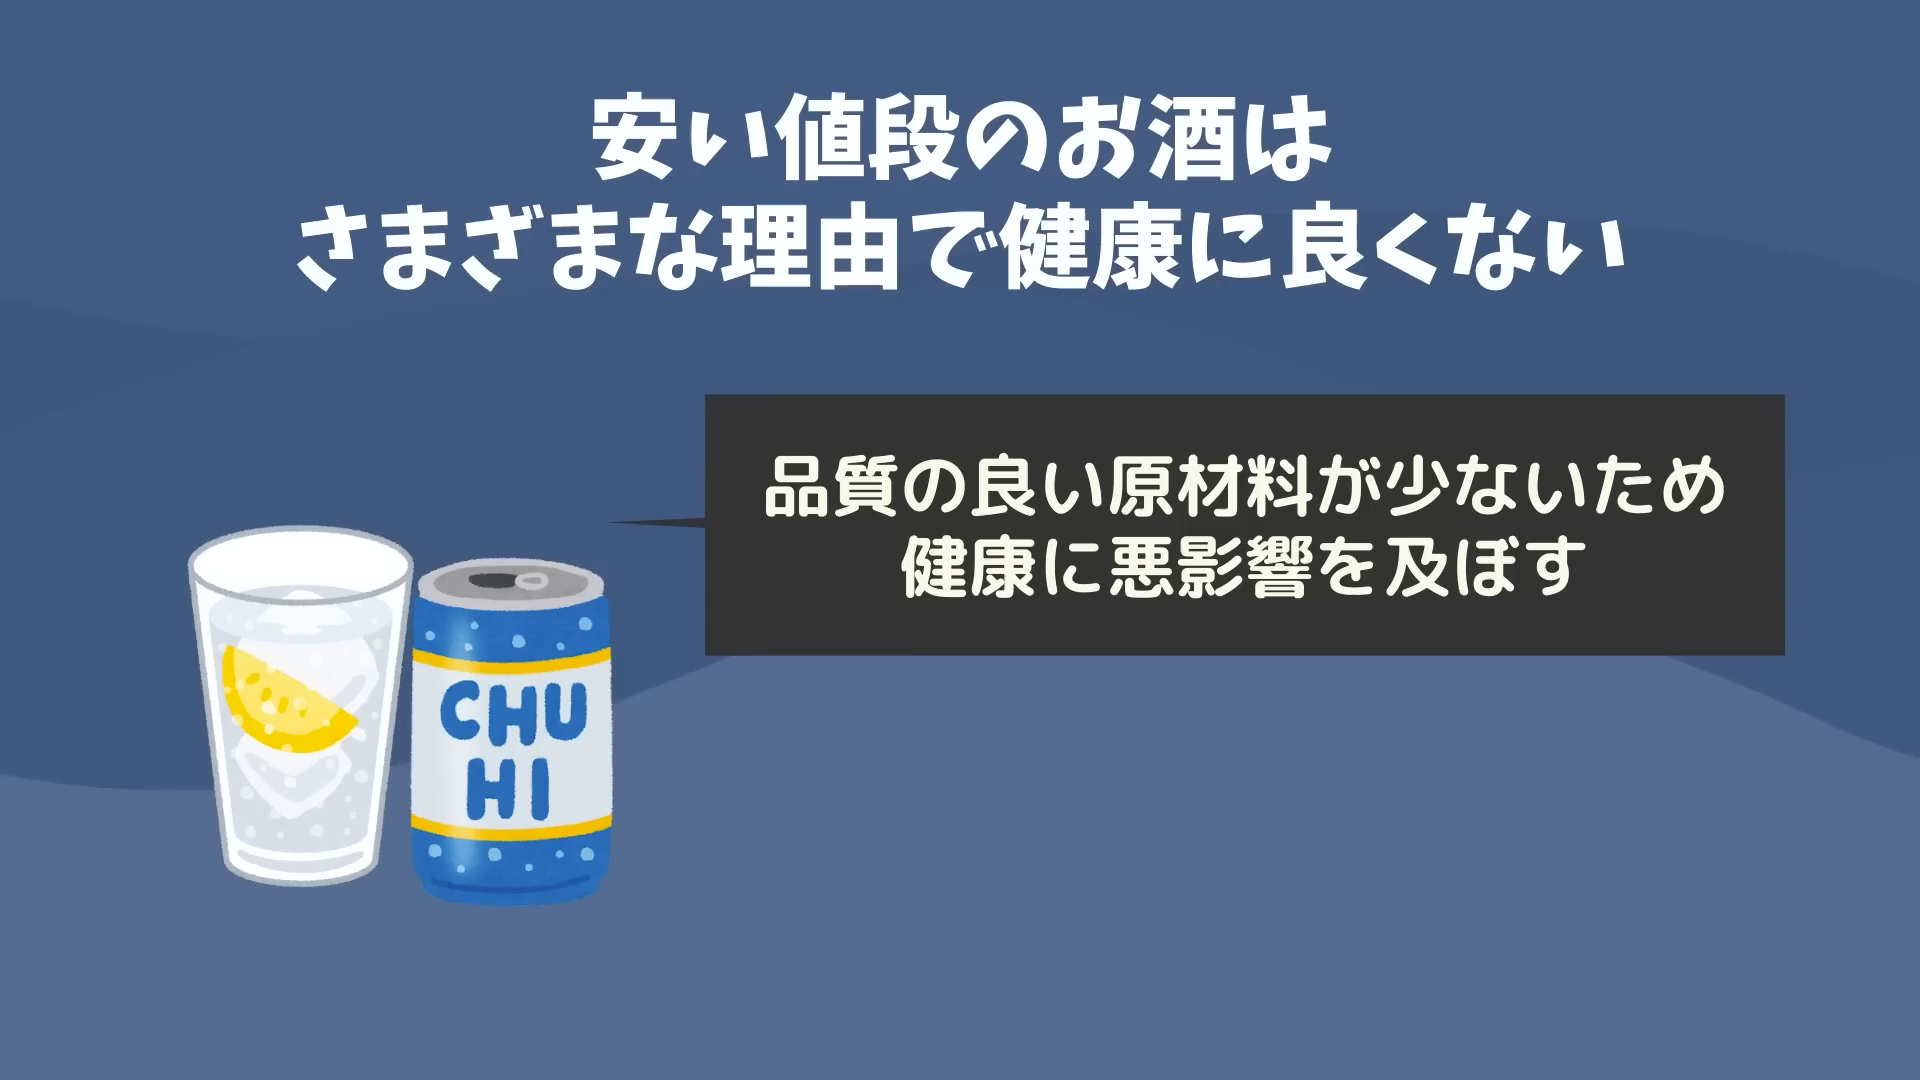 安い値段のお酒は
さまざまな理由で健康に良くない
品質の良い原材料が少ないため
健康に悪影響を及ぼす
CHU
HI